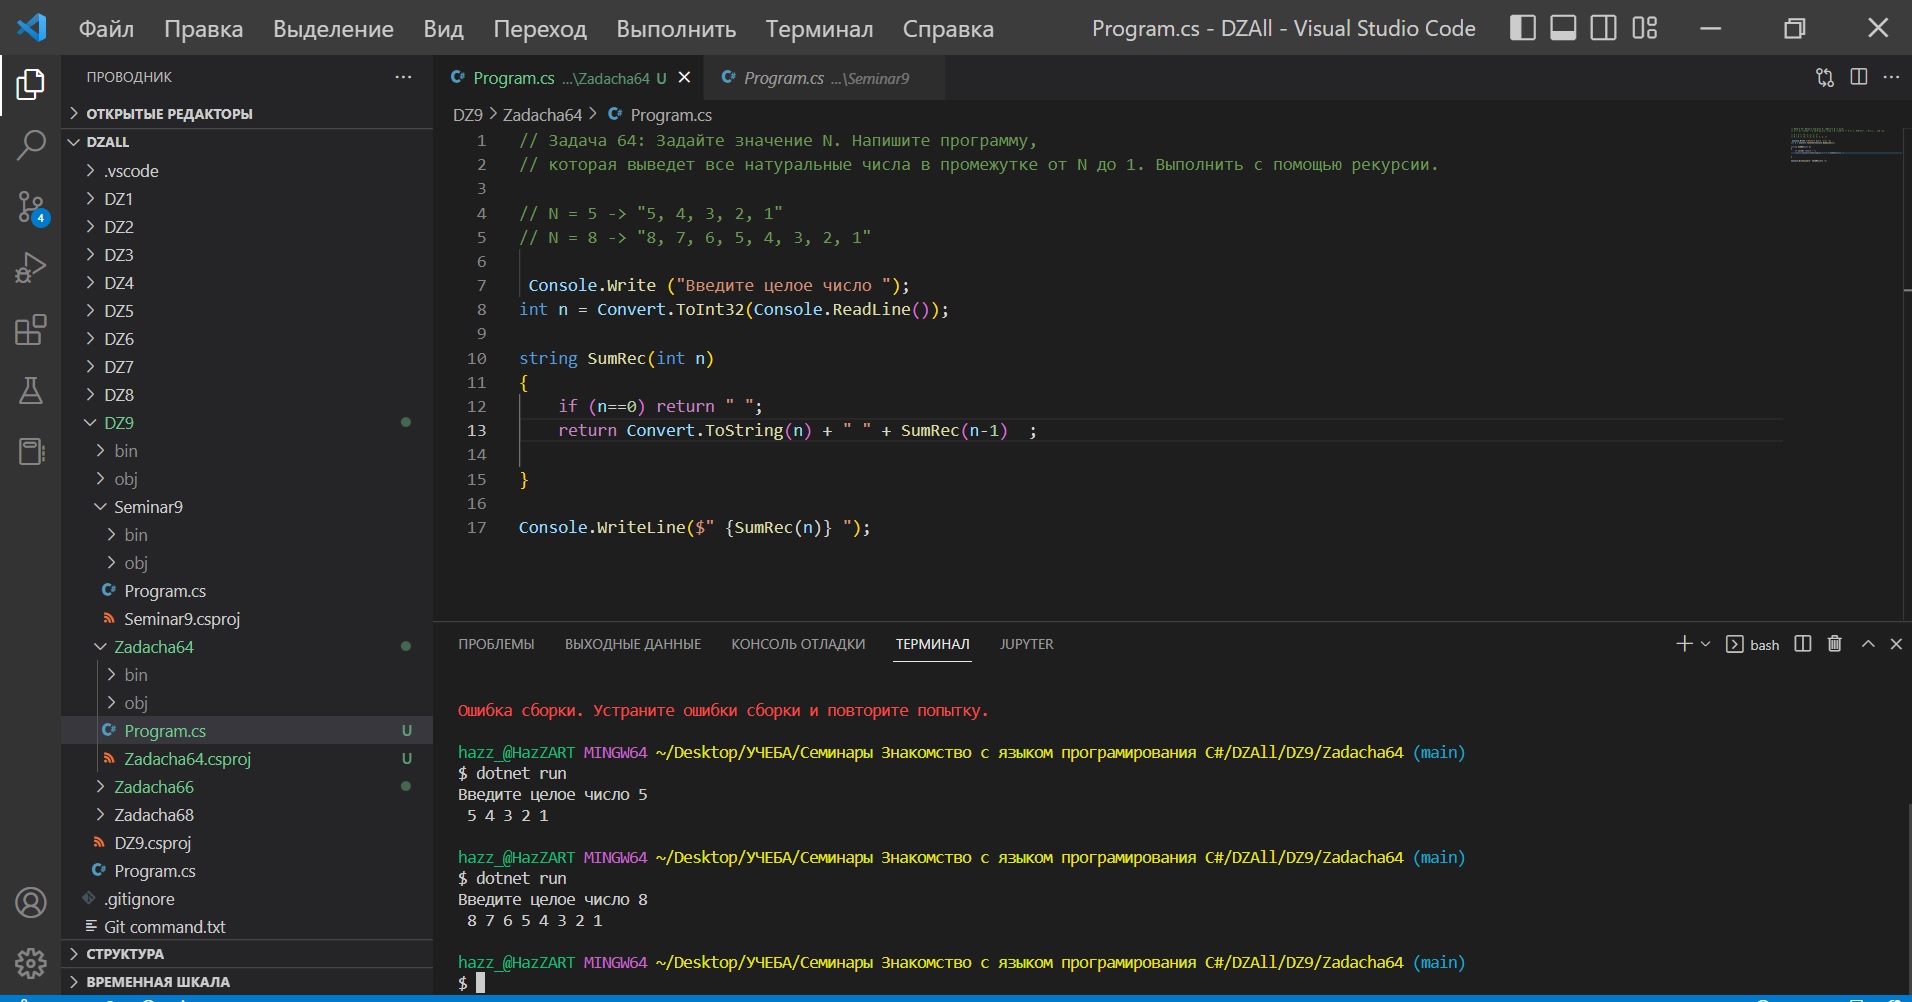 Файл Правка Выделение Вид Переход Выполнить Терминал Справка Program.cs - DZAll - Visual Studio Code
ПРОВОДНИК
ОТКРЫТЫЕ РЕДАКТОРЫ
DZALL
.vscode
DZ1
DZ2
DZ3
DZ4
DZ5
DZ6
DZ7
DZ8
DZ9
bin
obj
Seminar9
bin
obj
Program.cs
Seminar9.csproj
Zadacha64
bin
obj
Program.cs U
Zadacha64.csproj U
Zadacha66
Zadacha68
DZ9.csproj
Program.cs
.gitignore
Git command.txt
СТРУКТУРА
ВРЕМЕННАЯ ШКАЛА
4
Program.cs ...\Zadacha64 U Program.cs ...\Seminar9
DZ9 > Zadacha64 > Program.cs
1 // Задача 64: Задайте значение N. Напишите программу,
2 // которая выведет все натуральные числа в промежутке от N до 1. Выполнить с помощью рекурсии.
3
4 // N = 5 -> "5, 4, 3, 2, 1"
5 // N = 8 -> "8, 7, 6, 5, 4, 3, 2, 1"
6
7 Console.Write ("Введите целое число ");
8 int n = Convert.ToInt32(Console.ReadLine());
9
10 string SumRec(int n)
11 {
12 if (n==0) return " ";
13 return Convert.ToString(n) + " " + SumRec(n-1) ;
14
15 }
16
17 Console.WriteLine($" {SumRec(n)} ");
ПРОБЛЕМЫ ВЫХОДНЫЕ ДАННЫЕ КОНСОЛЬ ОТЛАДКИ ТЕРМИНАЛ JUPYTER bash
Ошибка сборки. Устраните ошибки сборки и повторите попытку.
hazz_@HazZART MINGW64 ~/Desktop/УЧЕБА/Семинары Знакомство с языком програмирования C#/DZAll/DZ9/Zadacha64 (main)
$ dotnet run
Введите целое число 5
5 4 3 2 1
hazz_@HazZART MINGW64 ~/Desktop/УЧЕБА/Семинары Знакомство с языком програмирования C#/DZAll/DZ9/Zadacha64 (main)
$ dotnet run
Введите целое число 8
8 7 6 5 4 3 2 1
hazz_@HazZART MINGW64 ~/Desktop/УЧЕБА/Семинары Знакомство с языком програмирования C#/DZAll/DZ9/Zadacha64 (main)
$